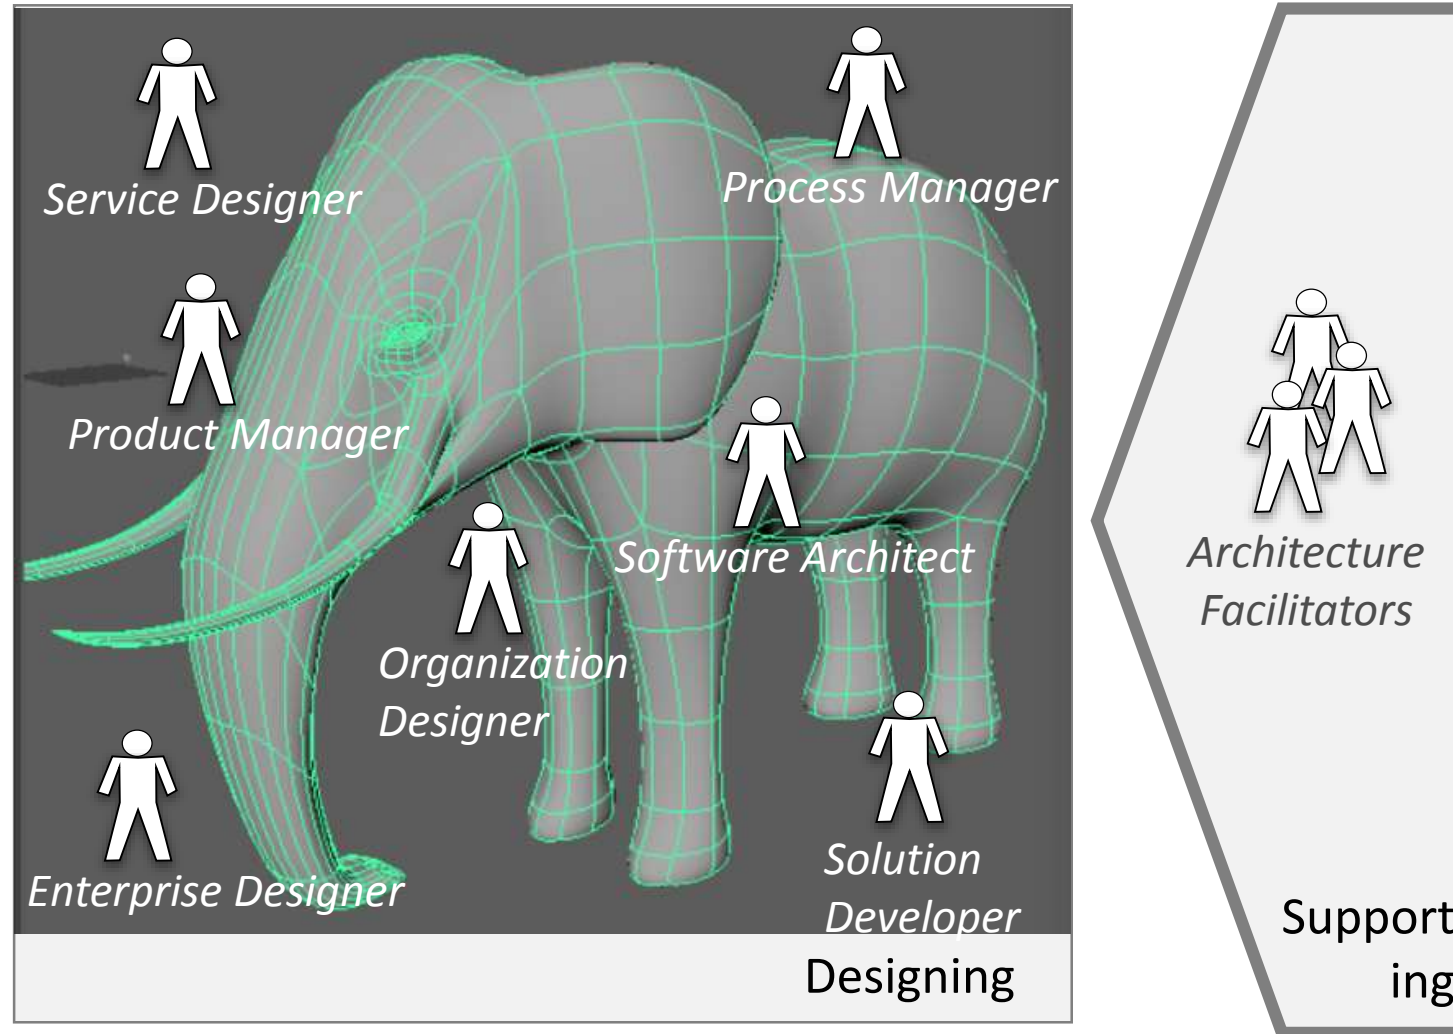 Service Designer
Process Manager
Product Manager
Software Architect
Organization
Designer
Enterprise Designer
Solution
Developer
Designing
Architecture
Facilitators
Support
ing